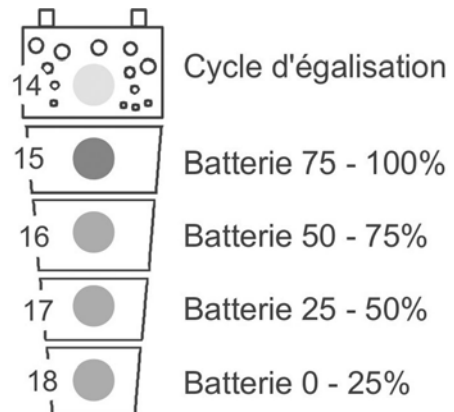 14 Cycle d'égalisation
15 Batterie 75 - 100%
16 Batterie 50 - 75%
17 Batterie 25 - 50%
18 Batterie 0 - 25%